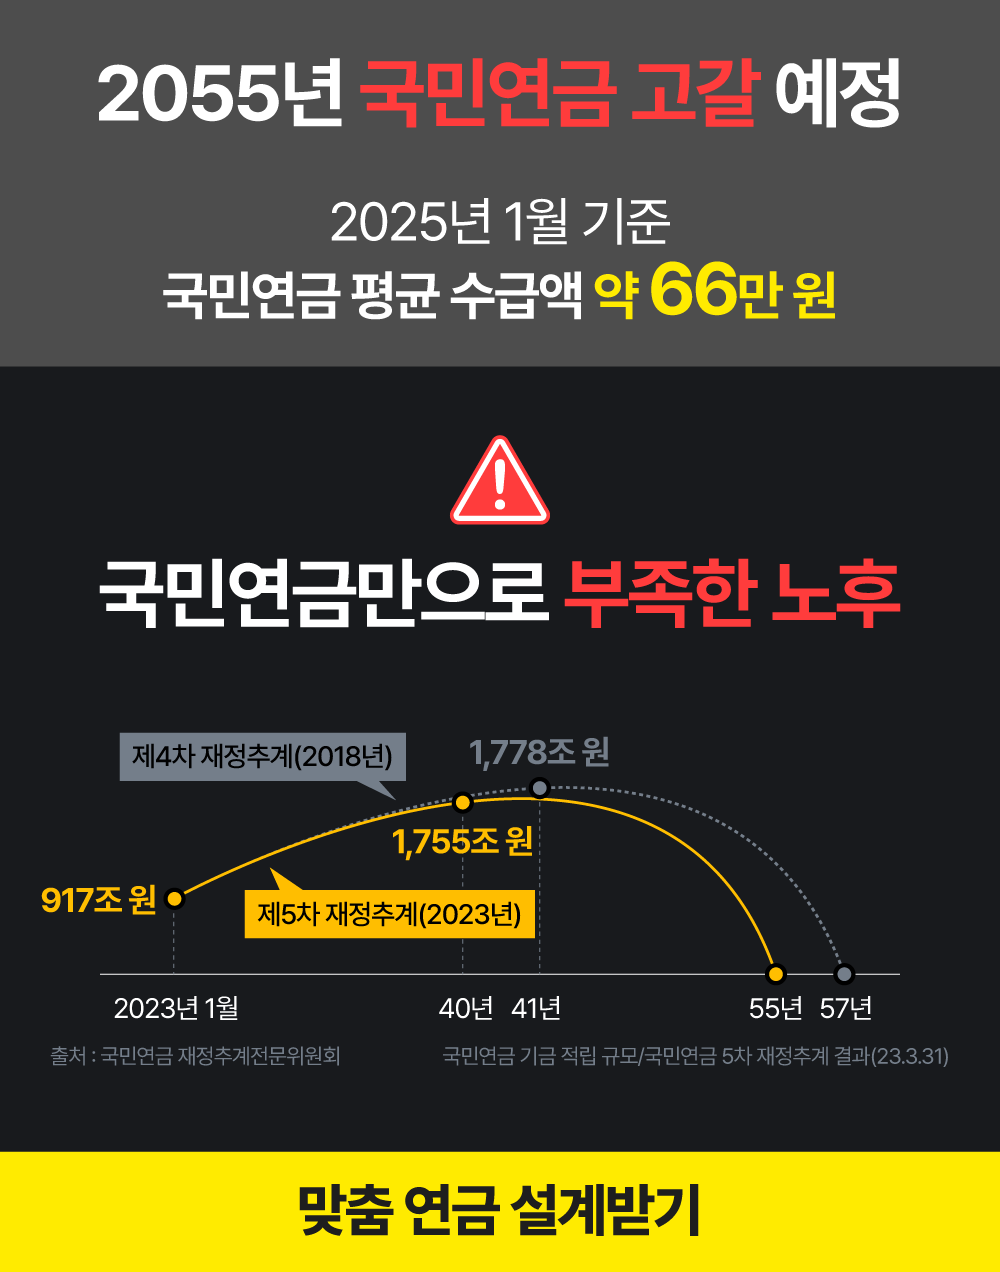 2055년 국민연금 고갈 예정
2025년 1월 기준
국민연금 평균 수급액 약 66만 원
국민연금만으로 부족한 노후
제4차 재정추계(2018년)
1,778조 원
1,755조 원
917조 원
제5차 재정추계(2023년)
2023년 1월 40년 41년 55년 57년
출처 : 국민연금 재정추계전문위원회 국민연금 기금 적립 규모/국민연금 5차 재정추계 결과(23.3.31)
맞춤 연금 설계받기